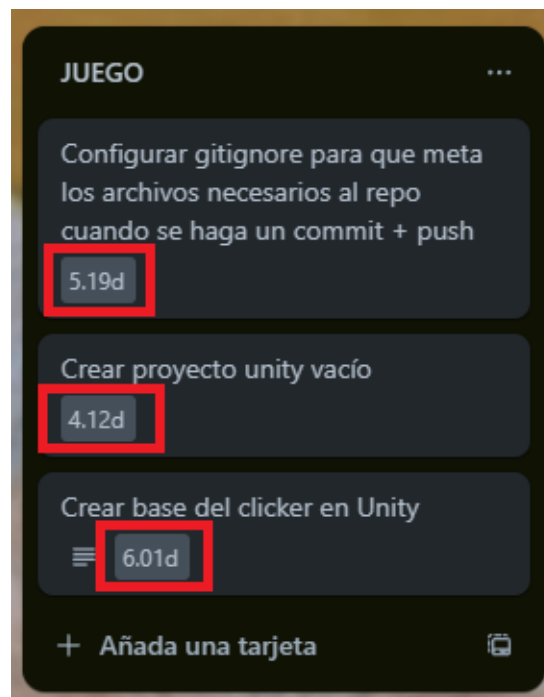 JUEGO
Configurar gitignore para que meta
los archivos necesarios al repo
cuando se haga un commit + push
5.19d
Crear proyecto unity vacío
4.12d
Crear base del clicker en Unity
6.01d
+ Añada una tarjeta